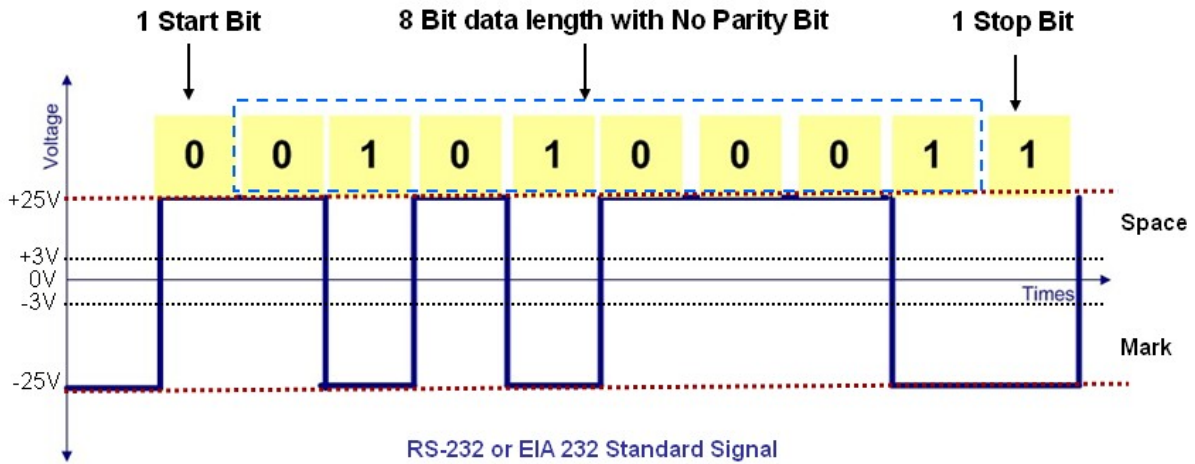 1 Start Bit 8 Bit data length with No Parity Bit 1 Stop Bit
Voltage
0 0 1 0 1 0 0 0 1 1
+25V
Space
+3V
0V
Times
-3V
Mark
-25V
RS-232 or EIA 232 Standard Signal